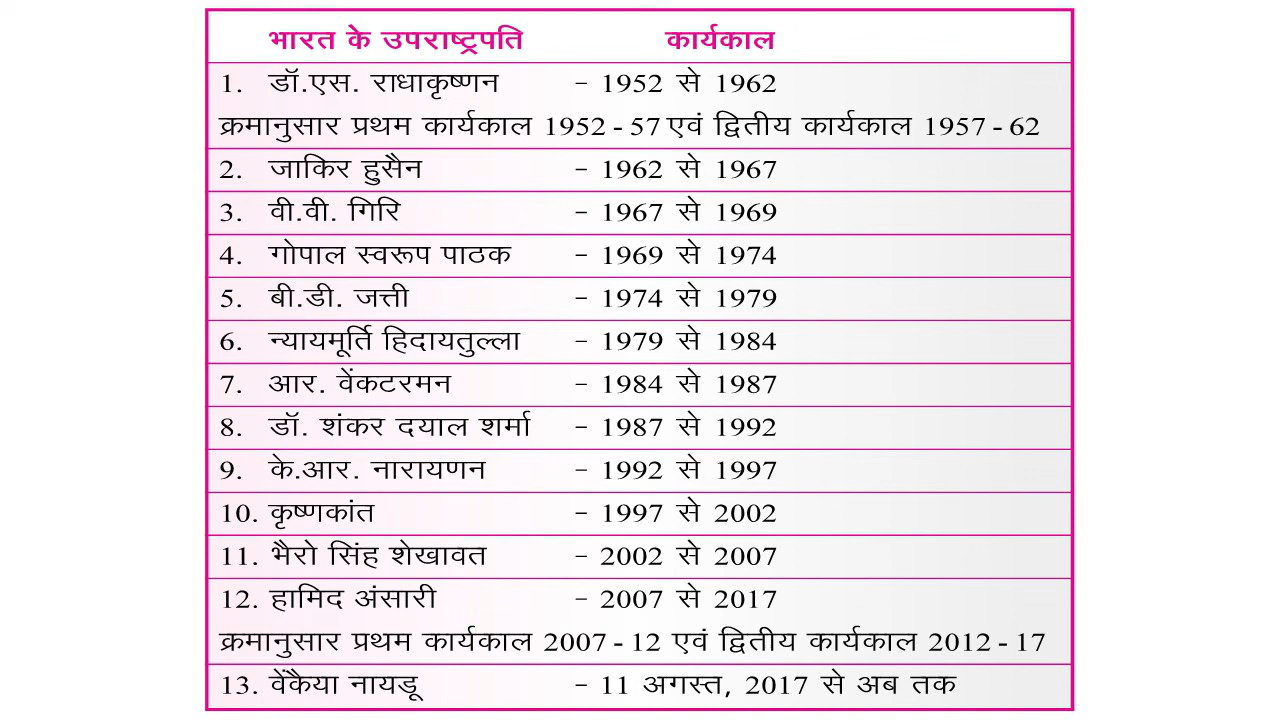 भारत के उपराष्ट्रपति कार्यकाल
1. डॉ.एस. राधाकृष्णन - 1952 से 1962
क्रमानुसार प्रथम कार्यकाल 1952 - 57 एवं द्वितीय कार्यकाल 1957 - 62
2. जाकिर हुसैन - 1962 से 1967
3. वी.वी. गिरि - 1967 से 1969
4. गोपाल स्वरूप पाठक - 1969 से 1974
5. बी.डी. जत्ती - 1974 से 1979
6. न्यायमूर्ति हिदायतुल्ला - 1979 से 1984
7. आर. वेंकटरमन - 1984 से 1987
8. डॉ. शंकर दयाल शर्मा - 1987 से 1992
9. के.आर. नारायणन - 1992 से 1997
10. कृष्णकांत - 1997 से 2002
11. भैरो सिंह शेखावत - 2002 से 2007
12. हामिद अंसारी - 2007 से 2017
क्रमानुसार प्रथम कार्यकाल 2007 - 12 एवं द्वितीय कार्यकाल 2012 - 17
13. वेंकैया नायडू - 11 अगस्त, 2017 से अब तक